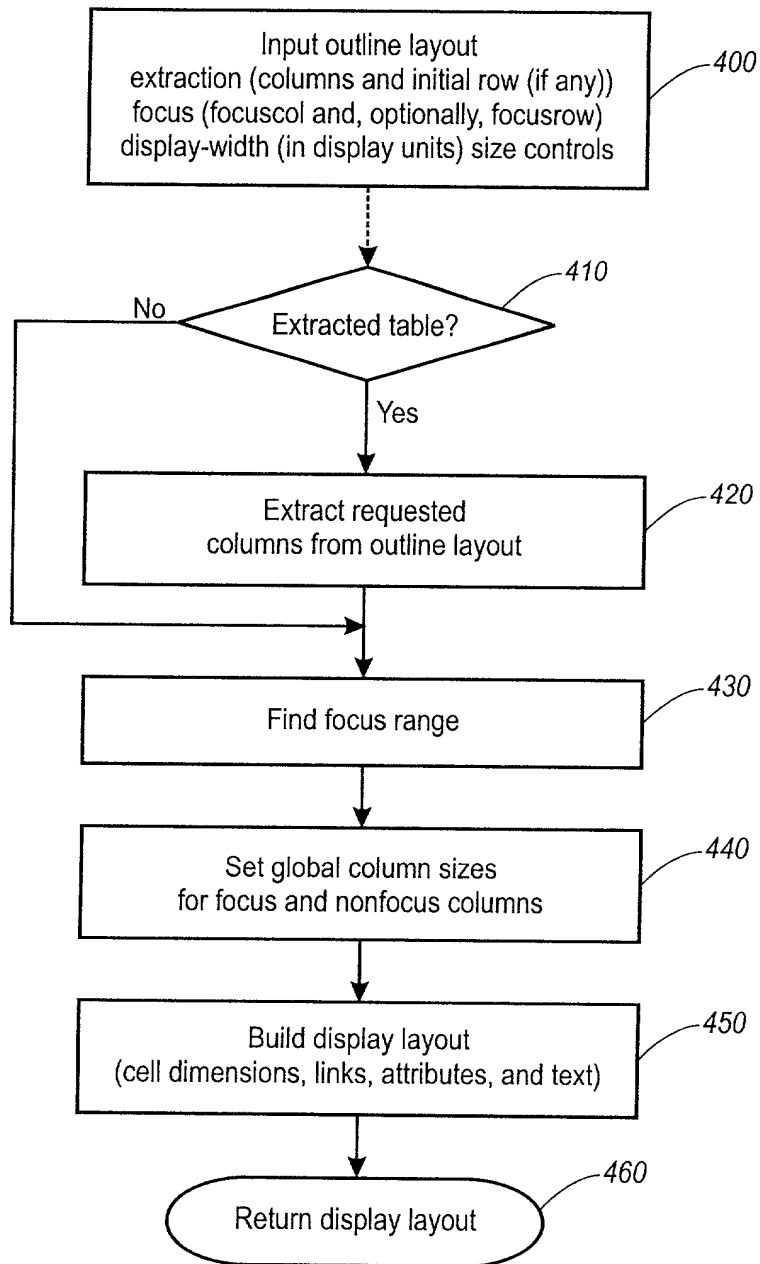 Input outline layout
extraction (columns and initial row (if any))
focus (focuscol and, optionally, focusrow)
display-width (in display units) size controls
400
410
No
Extracted table?
Yes
420
Extract requested
columns from outline layout
430
Find focus range
440
Set global column sizes
for focus and nonfocus columns
450
Build display layout
(cell dimensions, links, attributes, and text)
460
Return display layout